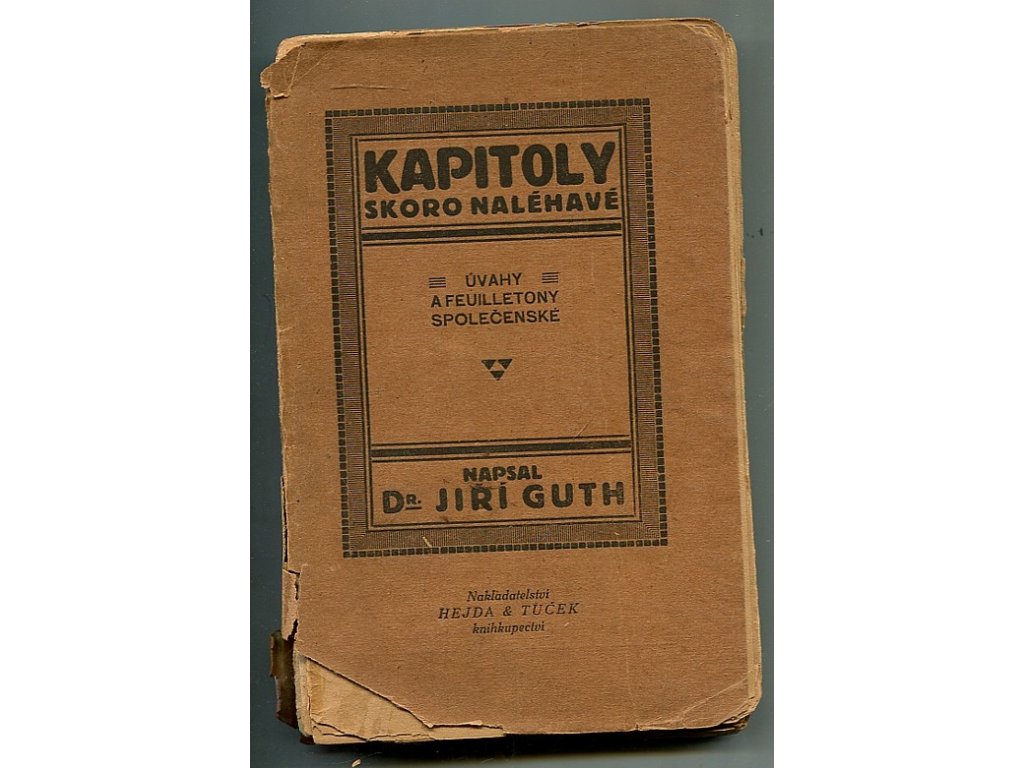 KAPITOLY
SKORO NALÉHAVÉ
ÚVAHY
A FEUILLETONY
SPOLEČENSKÉ
NAPSAL
DR. JIŘÍ GUTH
Nakladatelství
HEJDA & TUČEK
knihkupectví